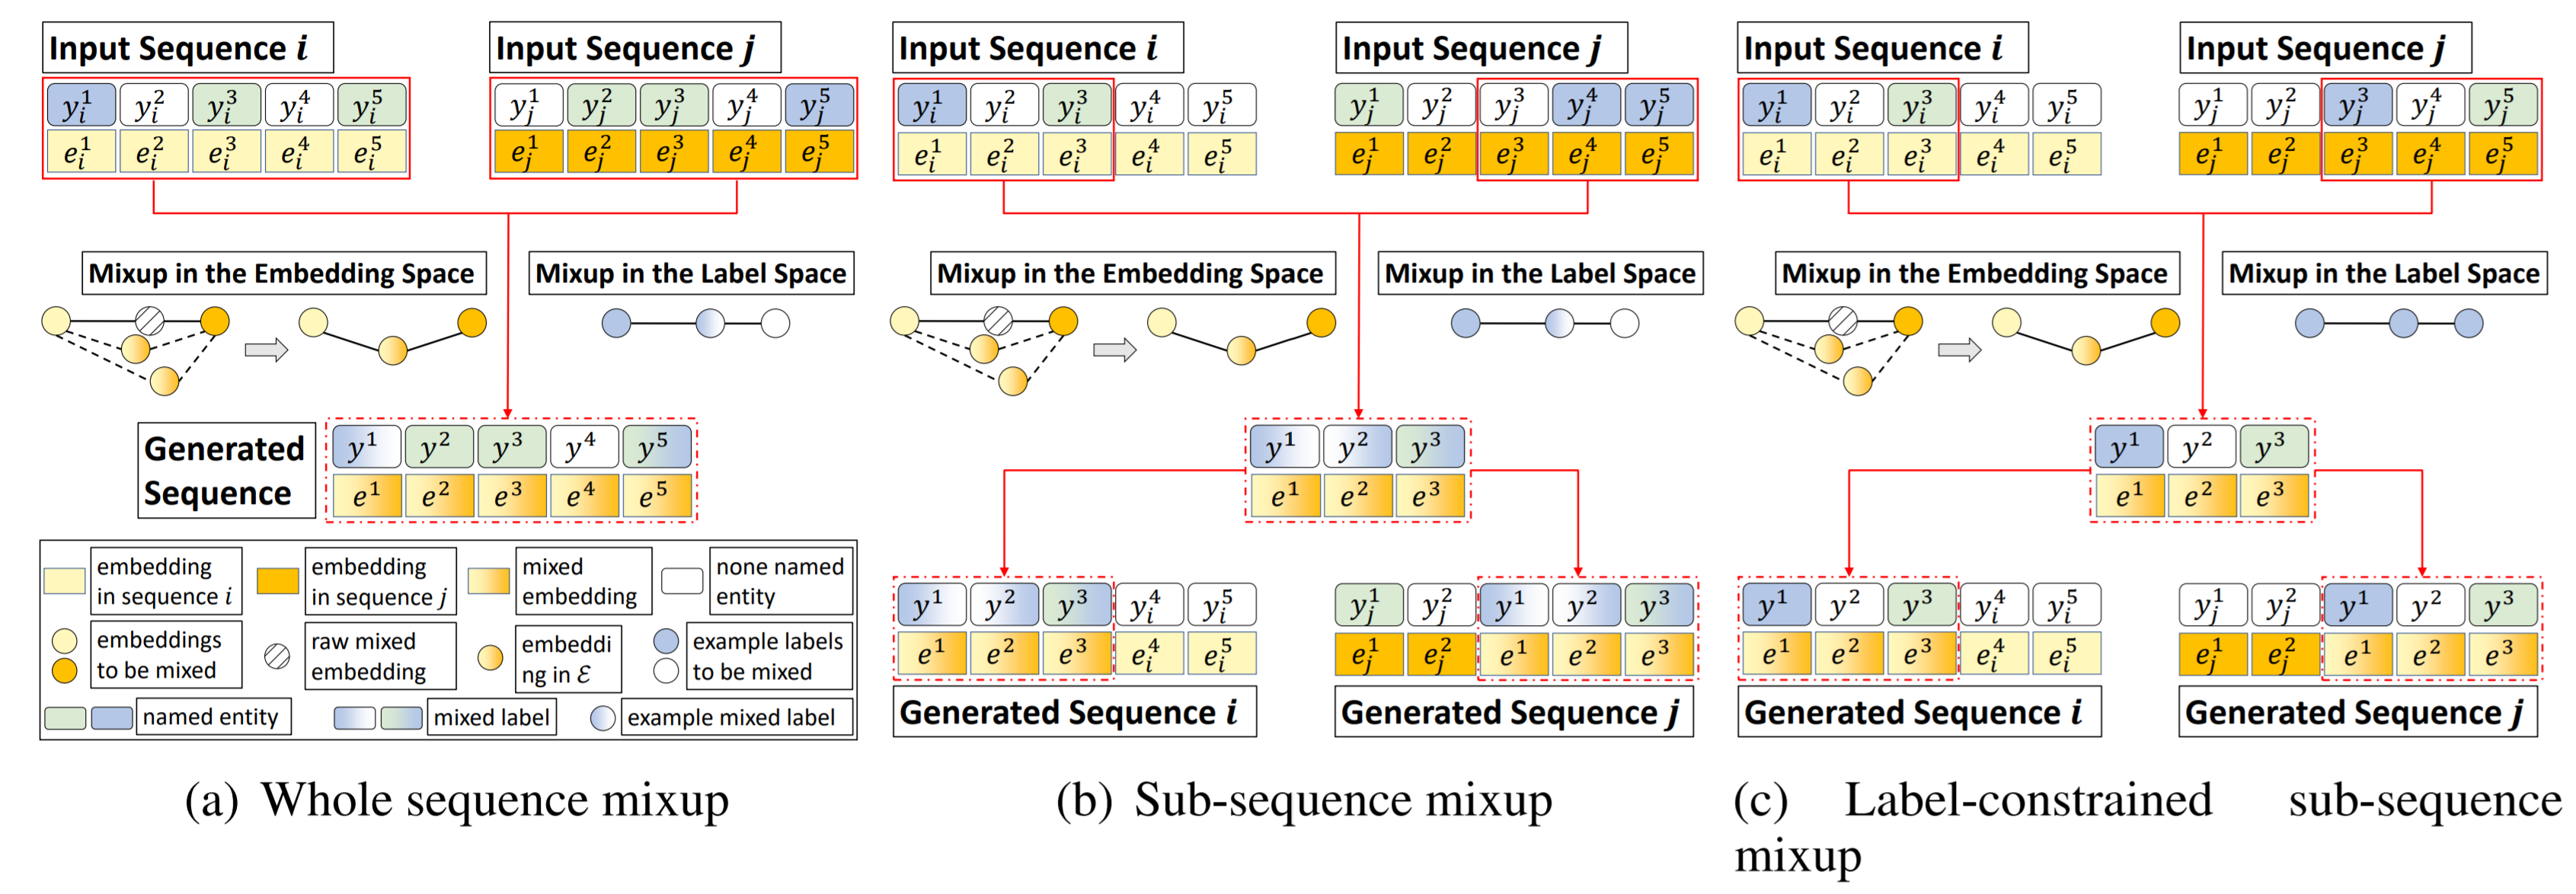 Input Sequence i
Input Sequence j
y_i^1 y_i^2 y_i^3 y_i^4 y_i^5
y_j^1 y_j^2 y_j^3 y_j^4 y_j^5
e_i^1 e_i^2 e_i^3 e_i^4 e_i^5
e_j^1 e_j^2 e_j^3 e_j^4 e_j^5
Mixup in the Embedding Space
Mixup in the Label Space
Generated
Sequence
y^1 y^2 y^3 y^4 y^5
e^1 e^2 e^3 e^4 e^5
embedding
in sequence i
embedding
in sequence j
mixed
embedding
none named
entity
embeddings
to be mixed
raw mixed
embedding
embeddi
ng in ℰ
example labels
to be mixed
named entity
mixed label
example mixed label
(a) Whole sequence mixup
Input Sequence i
Input Sequence j
y_i^1 y_i^2 y_i^3 y_i^4 y_i^5
y_j^1 y_j^2 y_j^3 y_j^4 y_j^5
e_i^1 e_i^2 e_i^3 e_i^4 e_i^5
e_j^1 e_j^2 e_j^3 e_j^4 e_j^5
Mixup in the Embedding Space
Mixup in the Label Space
y^1 y^2 y^3
e^1 e^2 e^3
y^1 y^2 y^3 y_i^4 y_i^5
y_j^1 y_j^2 y^1 y^2 y^3
e^1 e^2 e^3 e_i^4 e_i^5
e_j^1 e_j^2 e^1 e^2 e^3
Generated Sequence i
Generated Sequence j
(b) Sub-sequence mixup
Input Sequence i
Input Sequence j
y_i^1 y_i^2 y_i^3 y_i^4 y_i^5
y_j^1 y_j^2 y_j^3 y_j^4 y_j^5
e_i^1 e_i^2 e_i^3 e_i^4 e_i^5
e_j^1 e_j^2 e_j^3 e_j^4 e_j^5
Mixup in the Embedding Space
Mixup in the Label Space
y^1 y^2 y^3
e^1 e^2 e^3
y^1 y^2 y^3 y_i^4 y_i^5
y_j^1 y_j^2 y^1 y^2 y^3
e^1 e^2 e^3 e_i^4 e_i^5
e_j^1 e_j^2 e^1 e^2 e^3
Generated Sequence i
Generated Sequence j
(c) Label-constrained sub-sequence
mixup